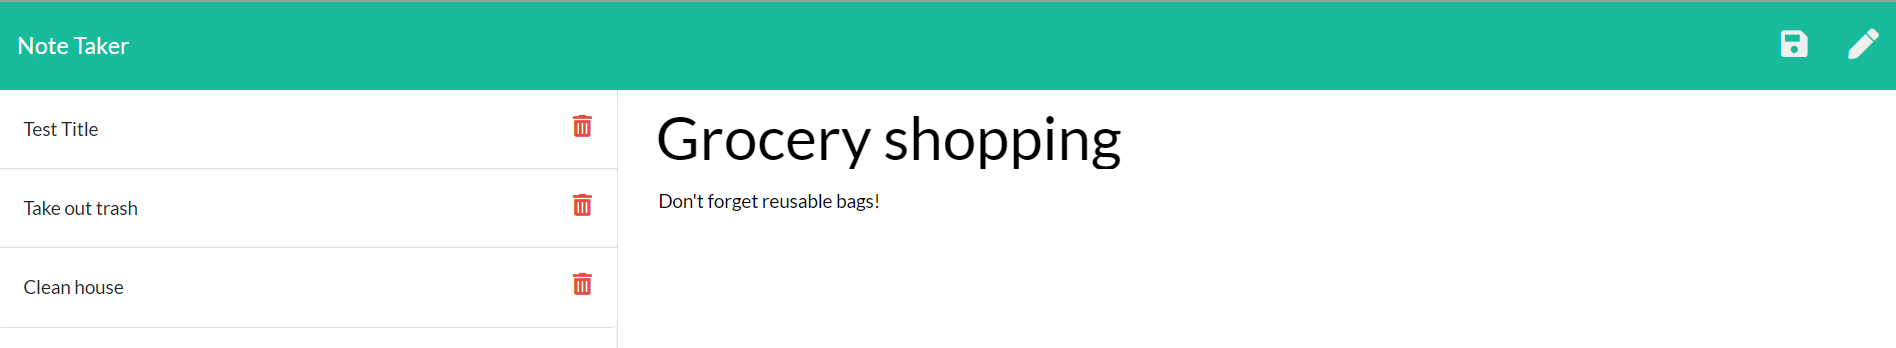 Note Taker
Test Title
Take out trash
Clean house
Grocery shopping
Don't forget reusable bags!